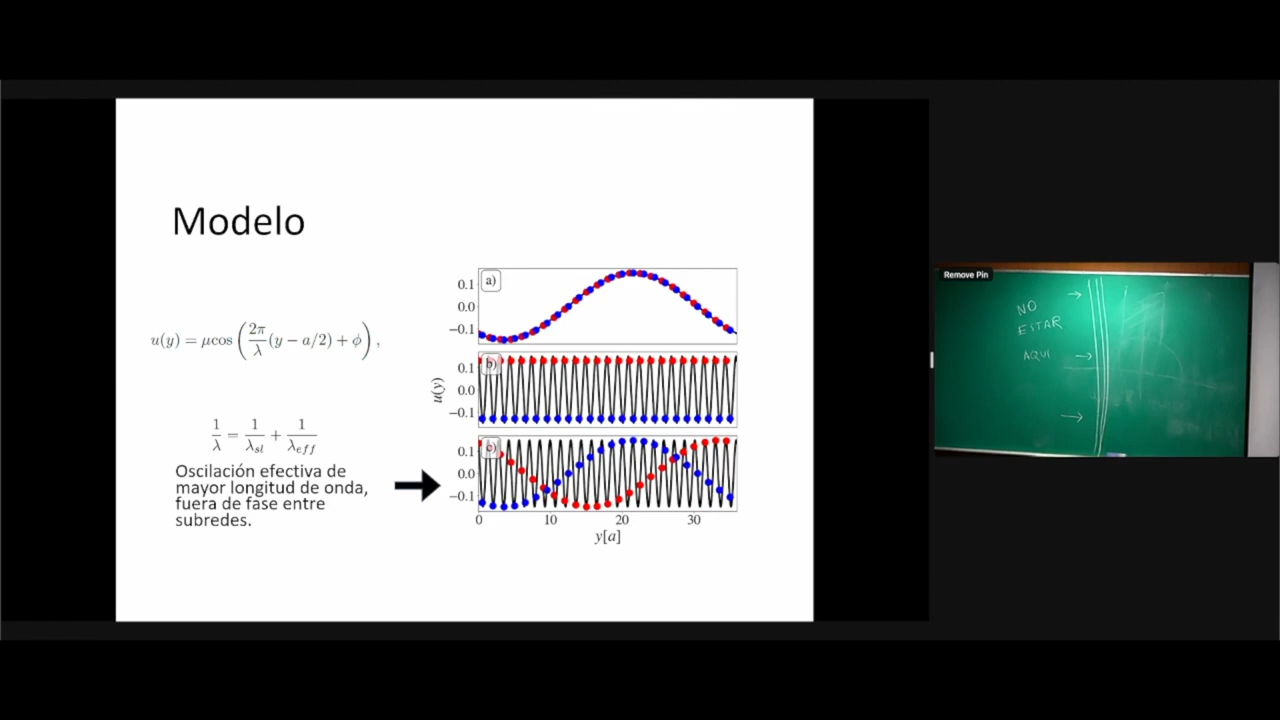 Modelo
u(y) = μcos(2π/λ (y − a/2) + ϕ),
1/λ = 1/λ_sl + 1/λ_eff
Oscilación efectiva de
mayor longitud de onda,
fuera de fase entre
subredes.
a)
0.1
0.0
−0.1
b)
0.1
0.0
−0.1
u(y)
c)
0.1
0.0
−0.1
0 10 20 30
y[a]
Remove Pin
NO
ESTAR
AQUI